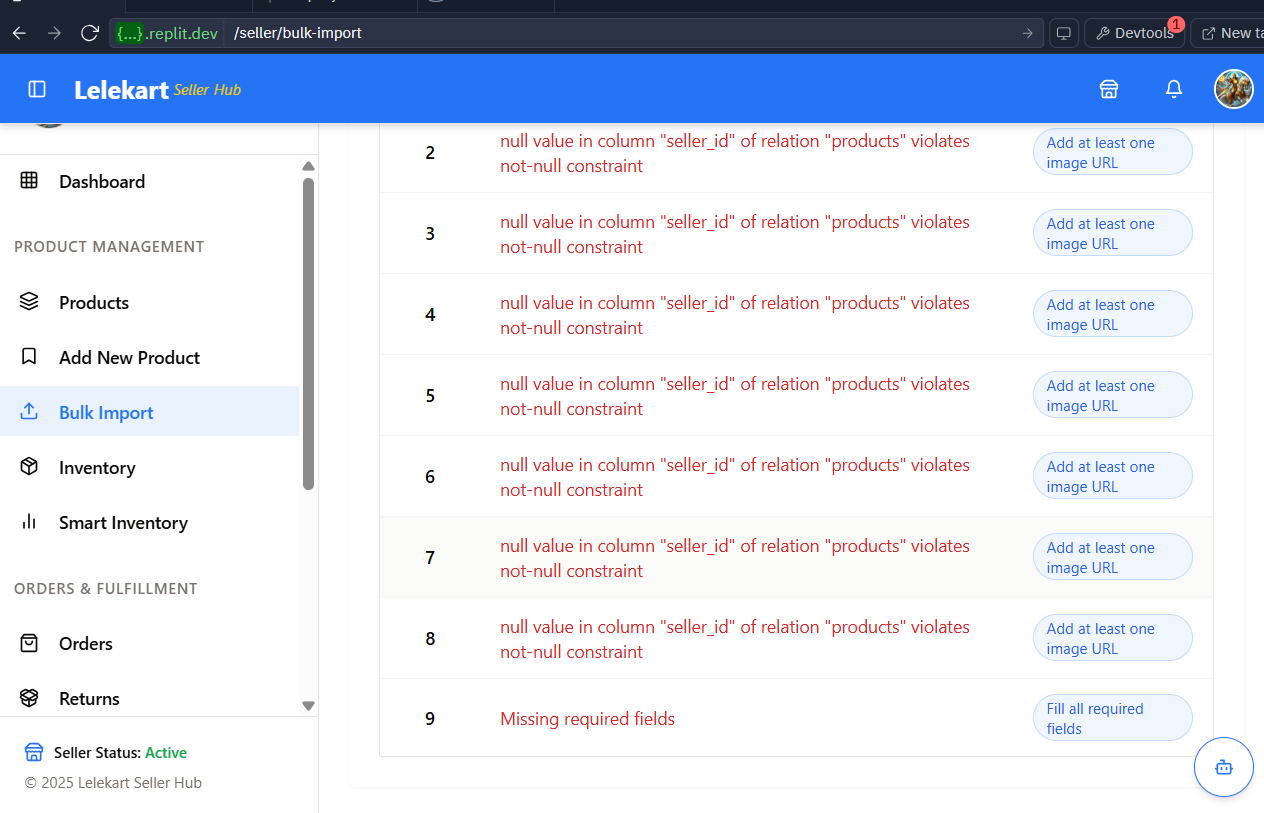 {...}.replit.dev /seller/bulk-import
Devtools
1
New ta
Lelekart Seller Hub
Dashboard
PRODUCT MANAGEMENT
Products
Add New Product
Bulk Import
Inventory
Smart Inventory
ORDERS & FULFILLMENT
Orders
Returns
Seller Status: Active
© 2025 Lelekart Seller Hub
2
null value in column "seller_id" of relation "products" violates
not-null constraint
Add at least one
image URL
3
null value in column "seller_id" of relation "products" violates
not-null constraint
Add at least one
image URL
4
null value in column "seller_id" of relation "products" violates
not-null constraint
Add at least one
image URL
5
null value in column "seller_id" of relation "products" violates
not-null constraint
Add at least one
image URL
6
null value in column "seller_id" of relation "products" violates
not-null constraint
Add at least one
image URL
7
null value in column "seller_id" of relation "products" violates
not-null constraint
Add at least one
image URL
8
null value in column "seller_id" of relation "products" violates
not-null constraint
Add at least one
image URL
9
Missing required fields
Fill all required
fields